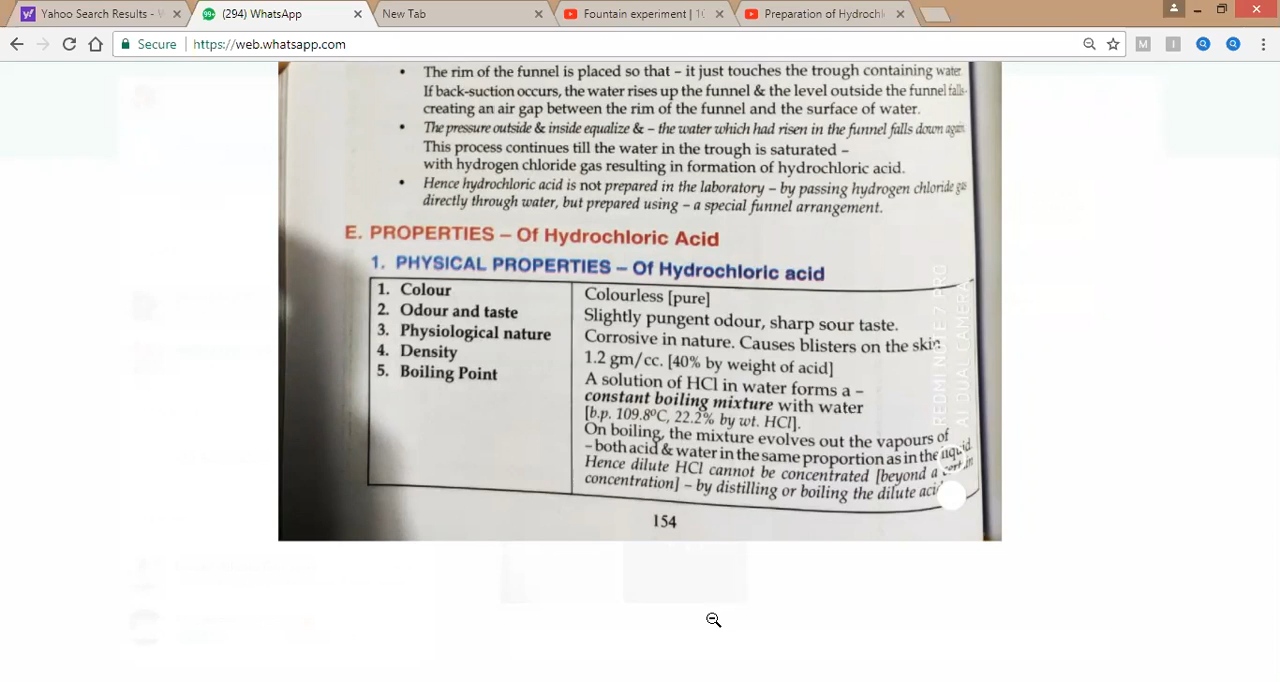 Yahoo Search Results -
(294) WhatsApp
New Tab
Fountain experiment | 10
Preparation of Hydrochl
Secure
https://web.whatsapp.com
• The rim of the funnel is placed so that – it just touches the trough containing water.
If back-suction occurs, the water rises up the funnel & the level outside the funnel falls-
creating an air gap between the rim of the funnel and the surface of water.
• The pressure outside & inside equalize & – the water which had risen in the funnel falls down again.
This process continues till the water in the trough is saturated –
with hydrogen chloride gas resulting in formation of hydrochloric acid.
• Hence hydrochloric acid is not prepared in the laboratory – by passing hydrogen chloride gas
directly through water, but prepared using – a special funnel arrangement.
E. PROPERTIES – Of Hydrochloric Acid
1. PHYSICAL PROPERTIES – Of Hydrochloric acid
1. Colour
Colourless [pure]
2. Odour and taste
Slightly pungent odour, sharp sour taste.
3. Physiological nature
Corrosive in nature. Causes blisters on the skin.
4. Density
1.2 gm/cc. [40% by weight of acid]
5. Boiling Point
A solution of HCl in water forms a –
constant boiling mixture with water
[b.p. 109.8ºC, 22.2% by wt. HCl].
On boiling, the mixture evolves out the vapours of
– both acid & water in the same proportion as in the liquid.
Hence dilute HCl cannot be concentrated [beyond a certain
concentration] – by distilling or boiling the dilute
154
REDMI NOTE 7 PRO
AI DUAL CAMERA